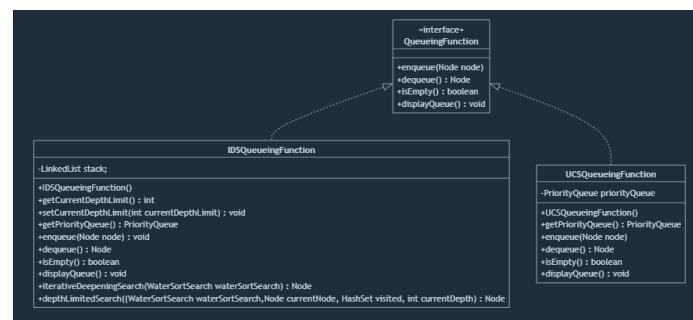 «interface»
QueueingFunction
+enqueue(Node node)
+dequeue() : Node
+isEmpty() : boolean
+displayQueue() : void
IDSQueueingFunction
-LinkedList stack;
+IDSQueueingFunction()
+getCurrentDepthLimit() : int
+setCurrentDepthLimit(int currentDepthLimit) : void
+getPriorityQueue() : PriorityQueue
+enqueue(Node node) : void
+dequeue() : Node
+isEmpty() : boolean
+displayQueue() : void
+iterativeDeepeningSearch(WaterSortSearch waterSortSearch) : Node
+depthLimitedSearch((WaterSortSearch waterSortSearch,Node currentNode, HashSet visited, int currentDepth) : Node
UCSQueueingFunction
-PriorityQueue priorityQueue
+UCSQueueingFunction()
+getPriorityQueue() : PriorityQueue
+enqueue(Node node)
+dequeue() : Node
+isEmpty() : boolean
+displayQueue() : void